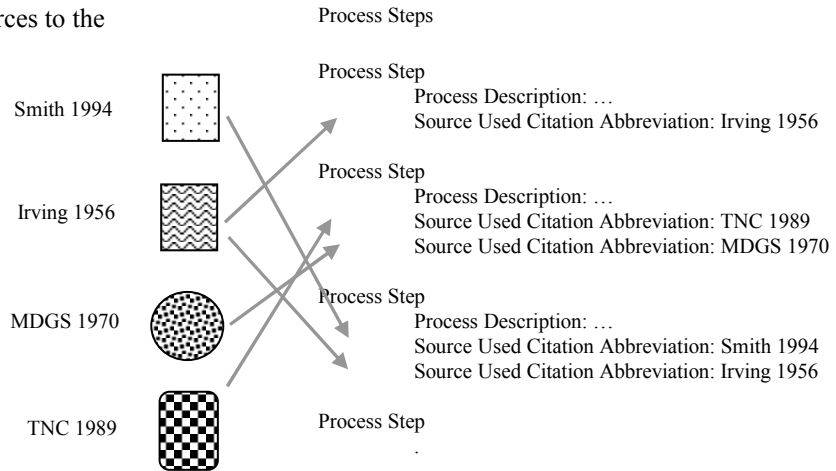 rces to the
Process Steps
Smith 1994
Irving 1956
MDGS 1970
TNC 1989
Process Step
Process Description: …
Source Used Citation Abbreviation: Irving 1956
Process Step
Process Description: …
Source Used Citation Abbreviation: TNC 1989
Source Used Citation Abbreviation: MDGS 1970
Process Step
Process Description: …
Source Used Citation Abbreviation: Smith 1994
Source Used Citation Abbreviation: Irving 1956
Process Step
.